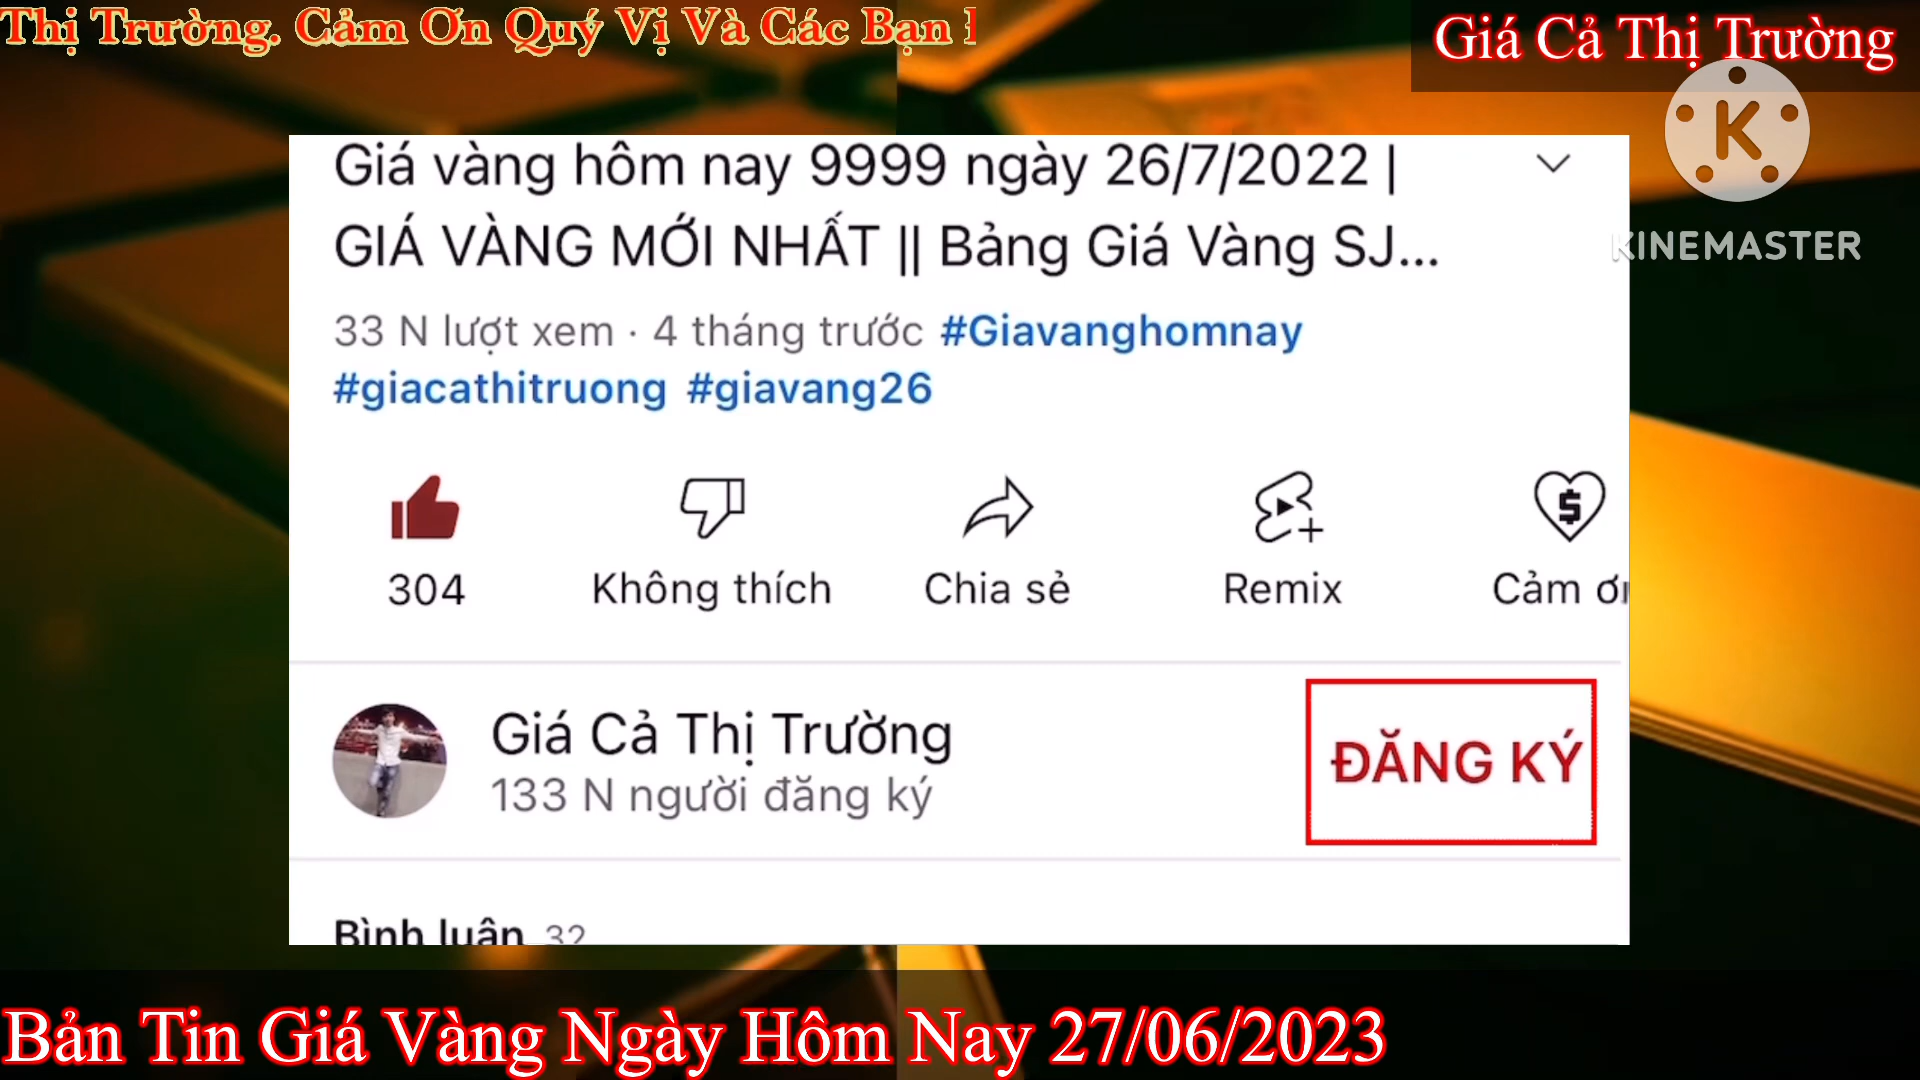 Thị Trường. Cảm Ơn Quý Vị Và Các Bạn
Giá Cả Thị Trường
K
KINEMASTER
Giá vàng hôm nay 9999 ngày 26/7/2022 |
GIÁ VÀNG MỚI NHẤT || Bảng Giá Vàng SJ...
33 N lượt xem · 4 tháng trước #Giavanghomnay
#giacathitruong #giavang26
304 Không thích Chia sẻ Remix Cảm ơn
Giá Cả Thị Trường
133 N người đăng ký
ĐĂNG KÝ
Bình luận 32
Bản Tin Giá Vàng Ngày Hôm Nay 27/06/2023